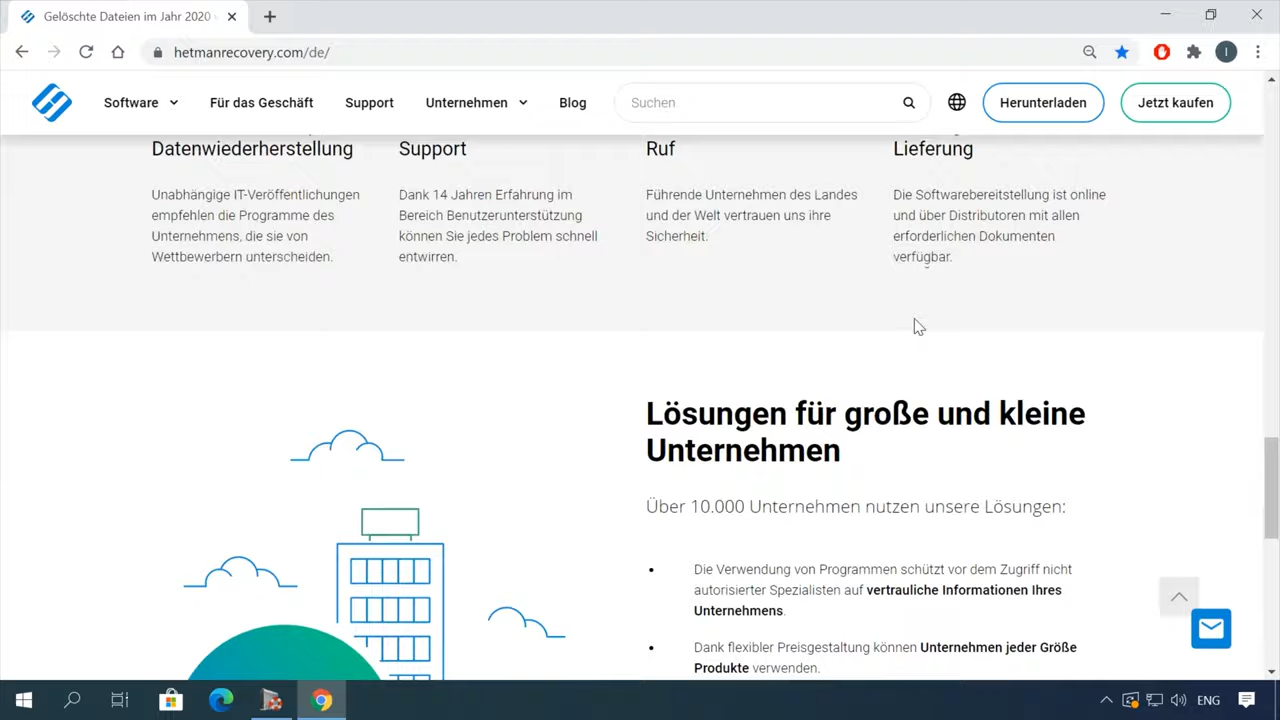 Gelöschte Dateien im Jahr 2020
hetmanrecovery.com/de/
I
Software
Für das Geschäft
Support
Unternehmen
Blog
Suchen
Herunterladen
Jetzt kaufen
Datenwiederherstellung
Unabhängige IT-Veröffentlichungen
empfehlen die Programme des
Unternehmens, die sie von
Wettbewerbern unterscheiden.
Support
Dank 14 Jahren Erfahrung im
Bereich Benutzerunterstützung
können Sie jedes Problem schnell
entwirren.
Ruf
Führende Unternehmen des Landes
und der Welt vertrauen uns ihre
Sicherheit.
Lieferung
Die Softwarebereitstellung ist online
und über Distributoren mit allen
erforderlichen Dokumenten
verfügbar.
Lösungen für große und kleine
Unternehmen
Über 10.000 Unternehmen nutzen unsere Lösungen:
• Die Verwendung von Programmen schützt vor dem Zugriff nicht
autorisierter Spezialisten auf vertrauliche Informationen Ihres
Unternehmens.
• Dank flexibler Preisgestaltung können Unternehmen jeder Größe
Produkte verwenden.
ENG